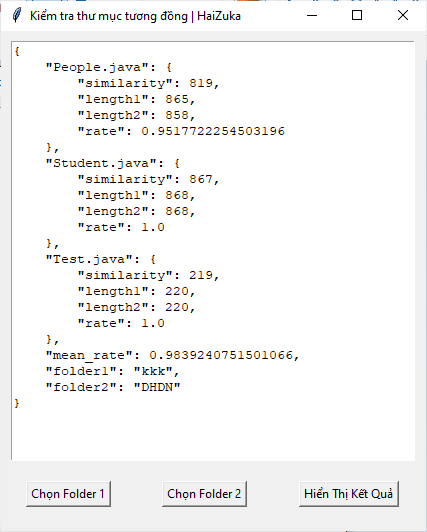 Kiểm tra thư mục tương đồng | HaiZuka
{
    "People.java": {
        "similarity": 819,
        "length1": 865,
        "length2": 858,
        "rate": 0.9517722254503196
    },
    "Student.java": {
        "similarity": 867,
        "length1": 868,
        "length2": 868,
        "rate": 1.0
    },
    "Test.java": {
        "similarity": 219,
        "length1": 220,
        "length2": 220,
        "rate": 1.0
    },
    "mean_rate": 0.9839240751501066,
    "folder1": "kkk",
    "folder2": "DHDN"
}
Chọn Folder 1
Chọn Folder 2
Hiển Thị Kết Quả